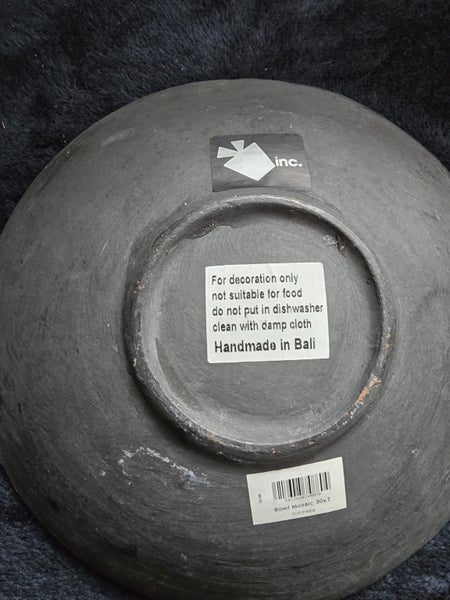 inc.
For decoration only
not suitable for food
do not put in dishwasher
clean with damp cloth
Handmade in Bali
Bowl Mosaic 30x7